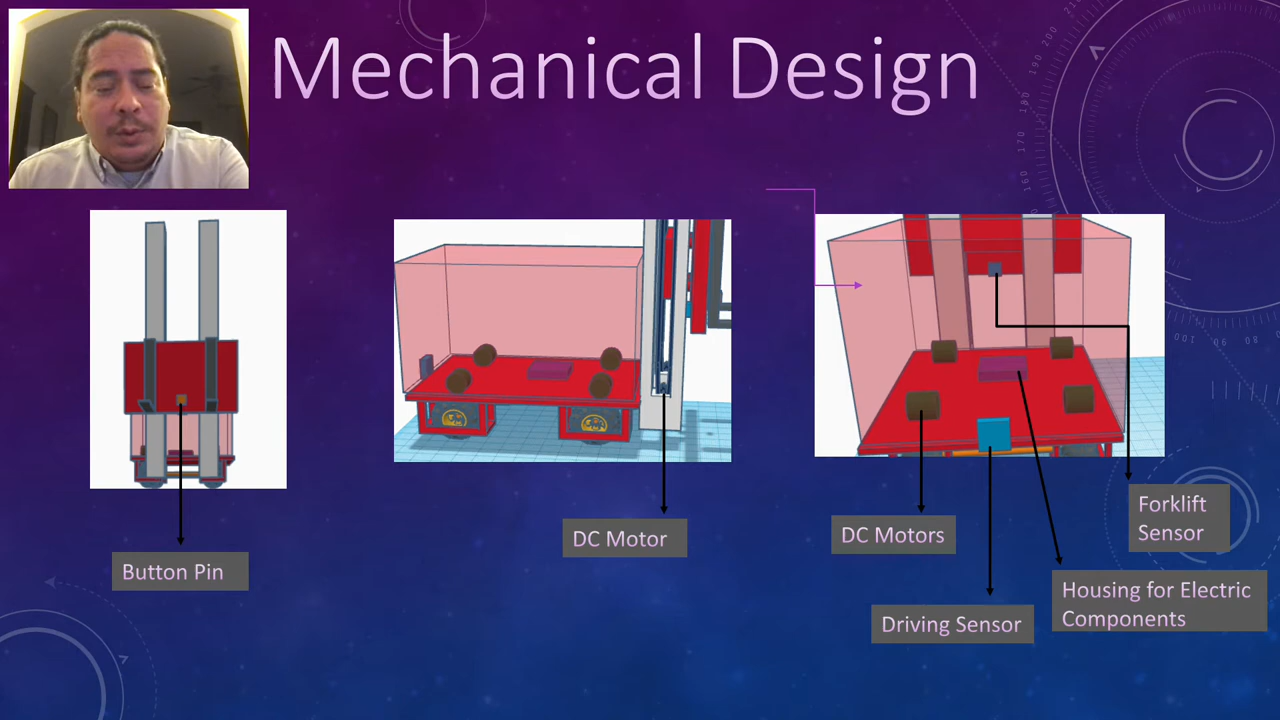 Mechanical Design
Button Pin
DC Motor
DC Motors
Driving Sensor
Forklift
Sensor
Housing for Electric
Components